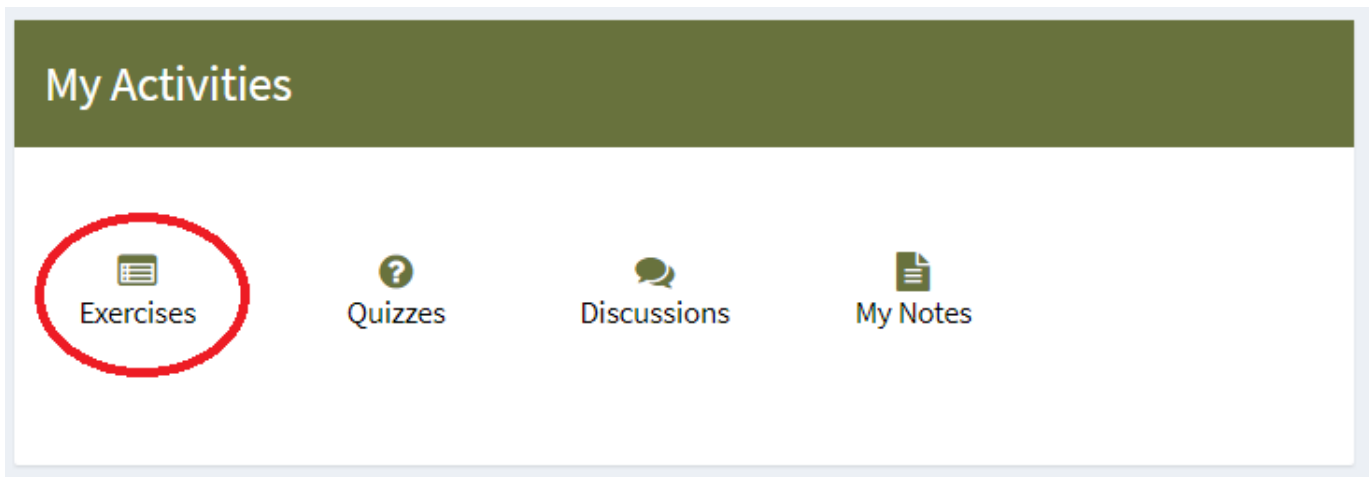 My Activities
Exercises
Quizzes
Discussions
My Notes